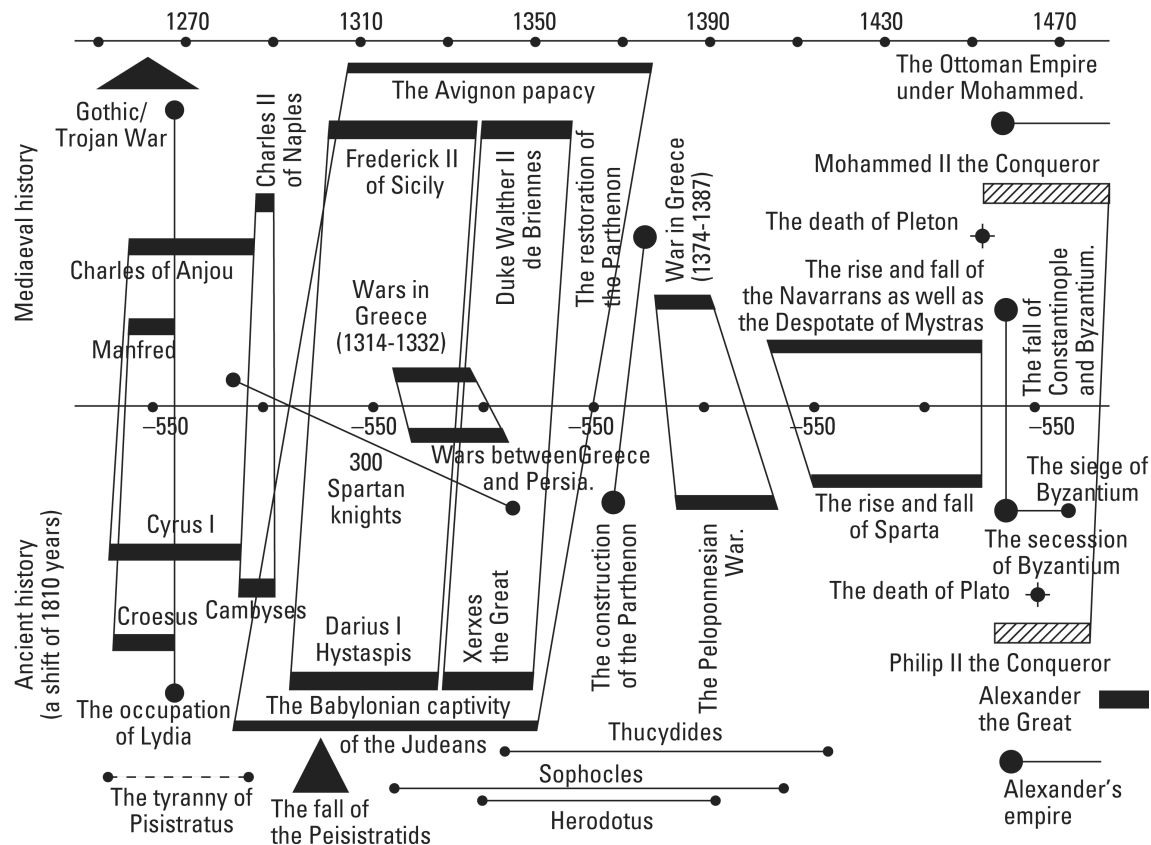 1270 1310 1350 1390 1430 1470
The Ottoman Empire
under Mohammed.
The Avignon papacy
Gothic/
Trojan War
Charles II
of Naples
Frederick II
of Sicily
Duke Walther II
de Briennes
The restoration of
the Parthenon
War in Greece
(1374-1387)
Mohammed II the Conqueror
The death of Pleton
Mediaeval history
Charles of Anjou
Manfred
Wars in
Greece
(1314-1332)
The rise and fall of
the Navarrans as well as
the Despotate of Mystras
The fall of
Constantinople
and Byzantium.
–550 –550 –550 –550 –550
Wars between Greece
and Persia.
300
Spartan
knights
The siege of
Byzantium
The rise and fall
of Sparta
The secession
of Byzantium
Ancient history
(a shift of 1810 years)
Cyrus I
Croesus
Cambyses
Darius I
Hystaspis
Xerxes
the Great
The construction
of the Parthenon
The Peloponnesian
War.
The death of Plato
Philip II the Conqueror
Alexander
the Great
The occupation
of Lydia
The Babylonian captivity
of the Judeans
Thucydides
Sophocles
Herodotus
The tyranny of
Pisistratus
The fall of
the Peisistratids
Alexander's
empire